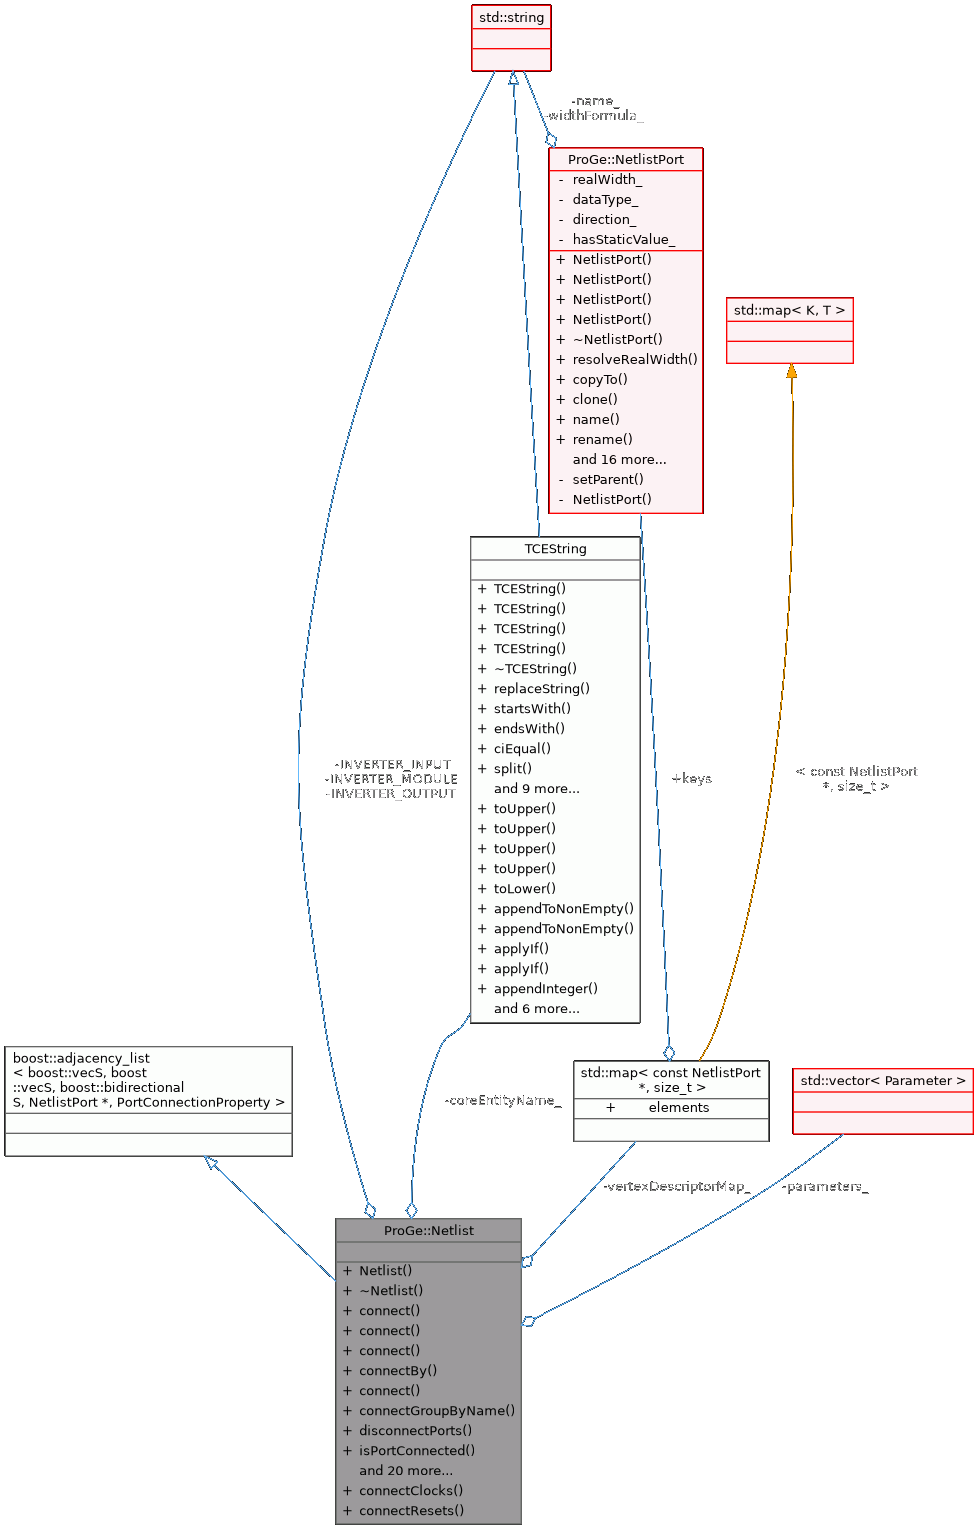 std::string
-name_
-widthFormula_
ProGe::NetlistPort
- realWidth_
- dataType_
- direction_
- hasStaticValue_
+ NetlistPort()
+ NetlistPort()
+ NetlistPort()
+ NetlistPort()
+ ~NetlistPort()
+ resolveRealWidth()
+ copyTo()
+ clone()
+ name()
+ rename()
and 16 more...
- setParent()
- NetlistPort()
std::map< K, T >
TCEString
+ TCEString()
+ TCEString()
+ TCEString()
+ TCEString()
+ ~TCEString()
+ replaceString()
+ startsWith()
+ endsWith()
+ ciEqual()
+ split()
and 9 more...
+ toUpper()
+ toUpper()
+ toUpper()
+ toUpper()
+ toLower()
+ appendToNonEmpty()
+ appendToNonEmpty()
+ applyIf()
+ applyIf()
+ appendInteger()
and 6 more...
-INVERTER_INPUT
-INVERTER_MODULE
-INVERTER_OUTPUT
+keys
< const NetlistPort
*, size_t >
boost::adjacency_list
< boost::vecS, boost
::vecS, boost::bidirectional
S, NetlistPort *, PortConnectionProperty >
-coreEntityName_
std::map< const NetlistPort
*, size_t >
+ elements
std::vector< Parameter >
-vertexDescriptorMap_
-parameters_
ProGe::Netlist
+ Netlist()
+ ~Netlist()
+ connect()
+ connect()
+ connect()
+ connectBy()
+ connect()
+ connectGroupByName()
+ disconnectPorts()
+ isPortConnected()
and 20 more...
+ connectClocks()
+ connectResets()